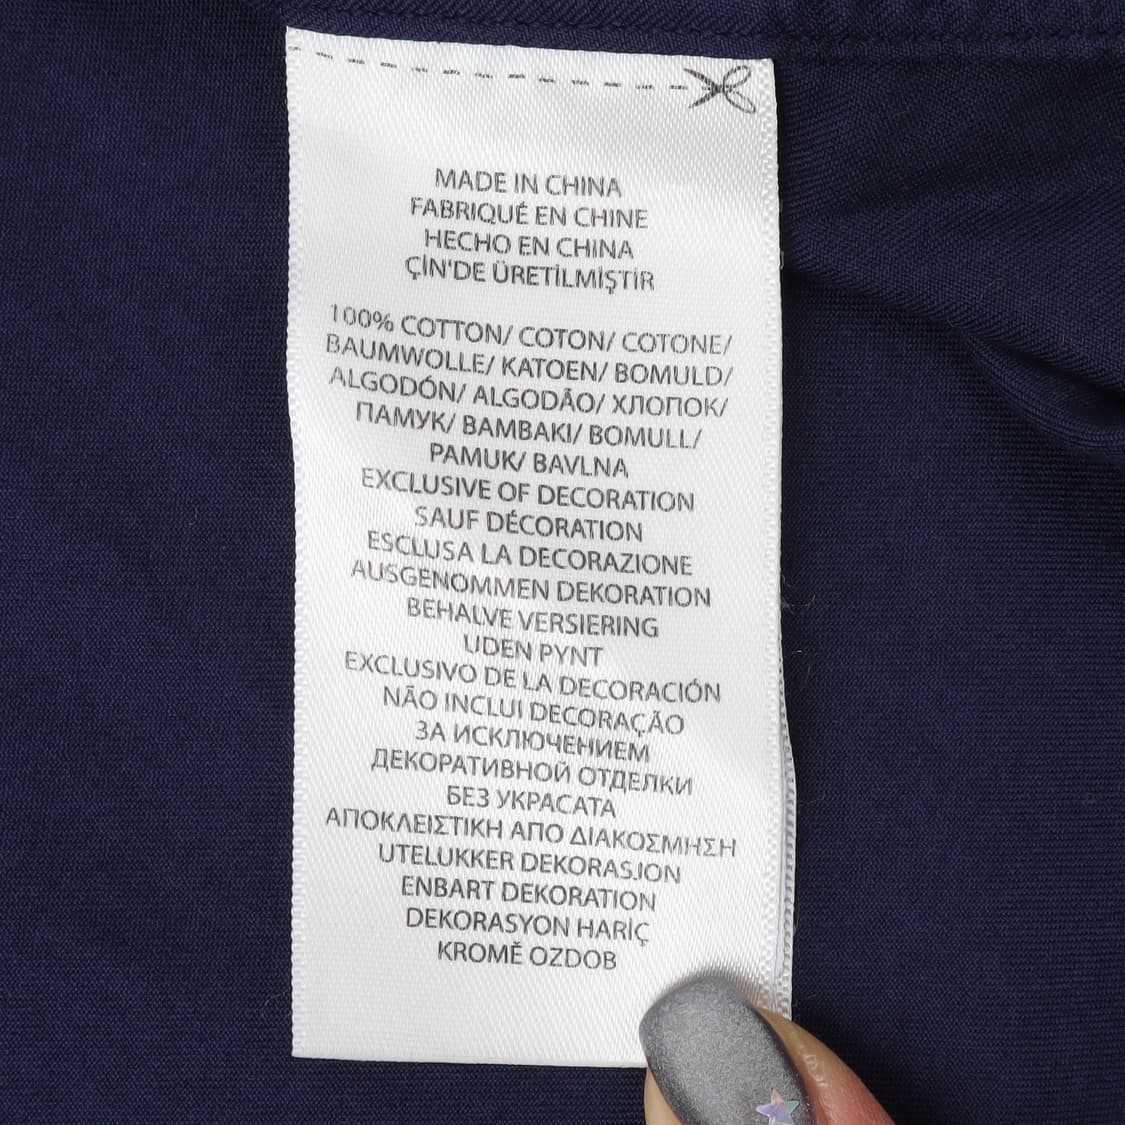 MADE IN CHINA
FABRIQUÉ EN CHINE
HECHO EN CHINA
ÇİN'DE ÜRETİLMİŞTİR
100% COTTON/ COTON/ COTONE/
BAUMWOLLE/ KATOEN/ BOMULD/
ALGODÓN/ ALGODÃO/ ХЛОПОК/
ПАМУК/ BAMBAKI/ BOMULL/
PAMUK/ BAVLNA
EXCLUSIVE OF DECORATION
SAUF DÉCORATION
ESCLUSA LA DECORAZIONE
AUSGENOMMEN DEKORATION
BEHALVE VERSIERING
UDEN PYNT
EXCLUSIVO DE LA DECORACIÓN
NÃO INCLUI DECORAÇÃO
ЗА ИСКЛЮЧЕНИЕМ
ДЕКОРАТИВНОЙ ОТДЕЛКИ
БЕЗ УКРАСАТА
ΑΠΟΚΛΕΙΣΤΙΚΗ ΑΠΟ ΔΙΑΚΟΣΜΗΣΗ
UTELUKKER DEKORASJON
ENBART DEKORATION
DEKORASYON HARİÇ
KROMĚ OZDOB